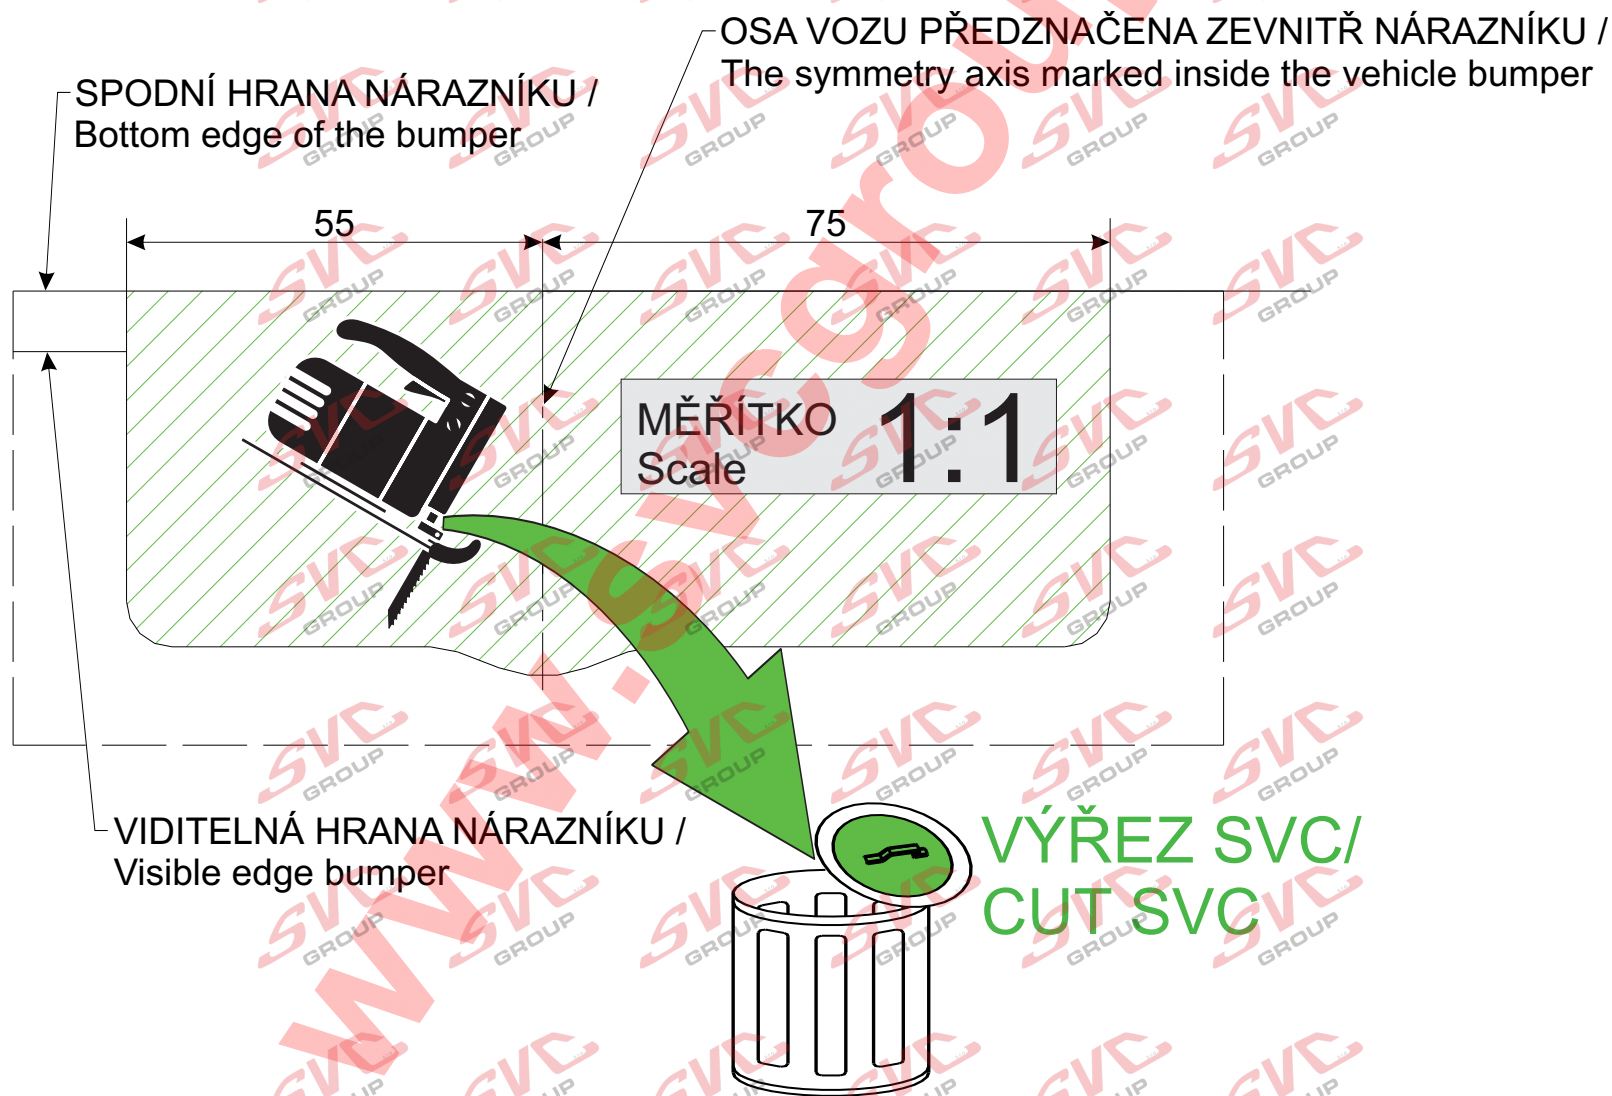 OSA VOZU PŘEDZNAČENA ZEVNITŘ NÁRAZNÍKU /
The symmetry axis marked inside the vehicle bumper
SPODNÍ HRANA NÁRAZNÍKU /
Bottom edge of the bumper
55
75
MĚŘÍTKO
Scale
1:1
VIDITELNÁ HRANA NÁRAZNÍKU /
Visible edge bumper
VÝŘEZ SVC/
CUT SVC
www.svcgrou
SVC
GROUP